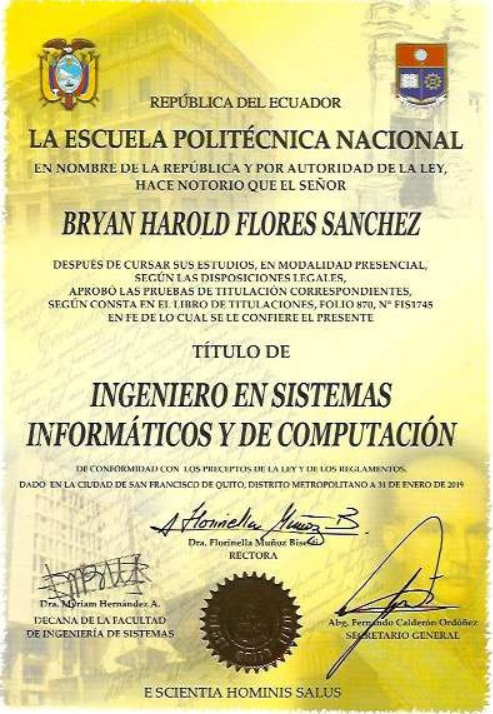 REPÚBLICA DEL ECUADOR
LA ESCUELA POLITÉCNICA NACIONAL
EN NOMBRE DE LA REPÚBLICA Y POR AUTORIDAD DE LA LEY,
HACE NOTORIO QUE EL SEÑOR
BRYAN HAROLD FLORES SANCHEZ
DESPUÉS DE CURSAR SUS ESTUDIOS, EN MODALIDAD PRESENCIAL,
SEGÚN LAS DISPOSICIONES LEGALES,
APROBÓ LAS PRUEBAS DE TITULACIÓN CORRESPONDIENTES,
SEGÚN CONSTA EN EL LIBRO DE TITULACIONES, FOLIO 870, N° FIS1745
EN FE DE LO CUAL SE LE CONFIERE EL PRESENTE
TÍTULO DE
INGENIERO EN SISTEMAS
INFORMÁTICOS Y DE COMPUTACIÓN
DE CONFORMIDAD CON LOS PRECEPTOS DE LA LEY Y DE LOS REGLAMENTOS.
DADO EN LA CIUDAD DE SAN FRANCISCO DE QUITO, DISTRITO METROPOLITANO A 31 DE ENERO DE 2019
Dra. Florinella Muñoz Bisesti
RECTORA
Dra. Myriam Hernández A.
DECANA DE LA FACULTAD
DE INGENIERÍA DE SISTEMAS
Abg. Fernando Calderón Ordóñez
SECRETARIO GENERAL
E SCIENTIA HOMINIS SALUS